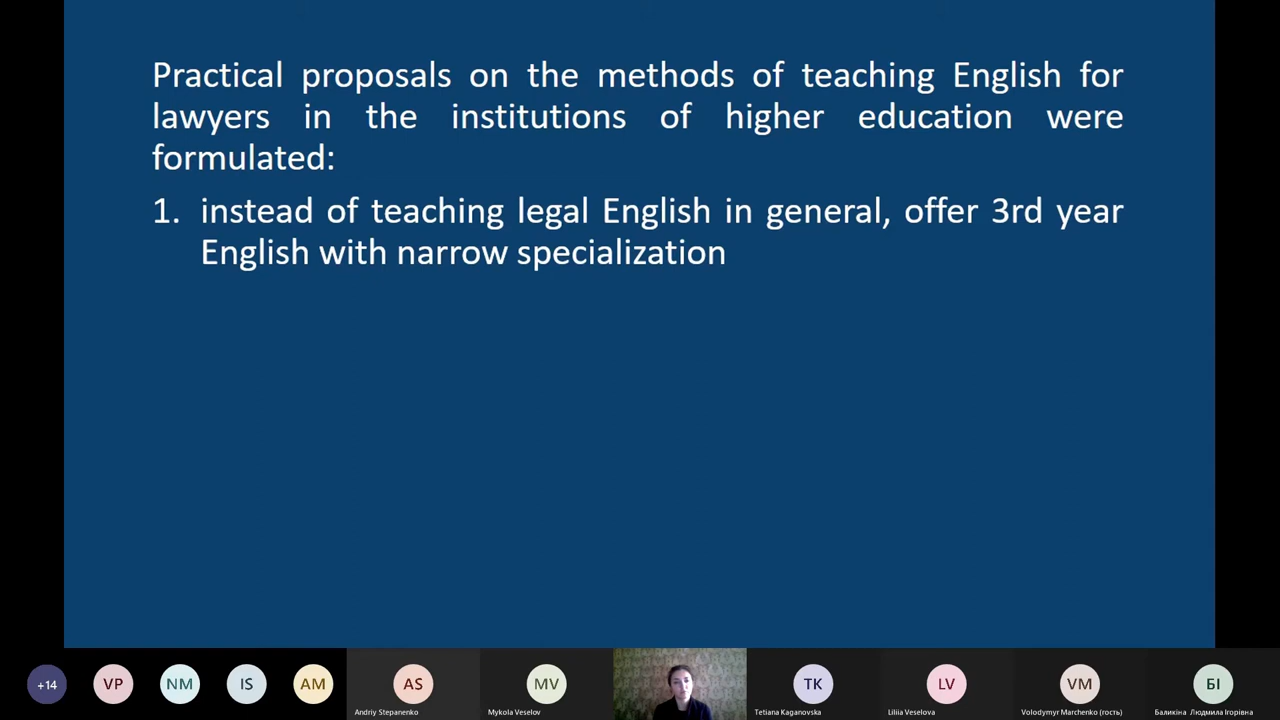 Practical proposals on the methods of teaching English for
lawyers in the institutions of higher education were
formulated:
1. instead of teaching legal English in general, offer 3rd year
English with narrow specialization
+14
VP
NM
IS
AM
AS
MV
TK
LV
VM
БІ
Andriy Stepanenko
Mykola Veselov
Tetiana Kaganovska
Liliia Veselova
Volodymyr Marchenko (гость)
Баликіна Людмила Ігорівна